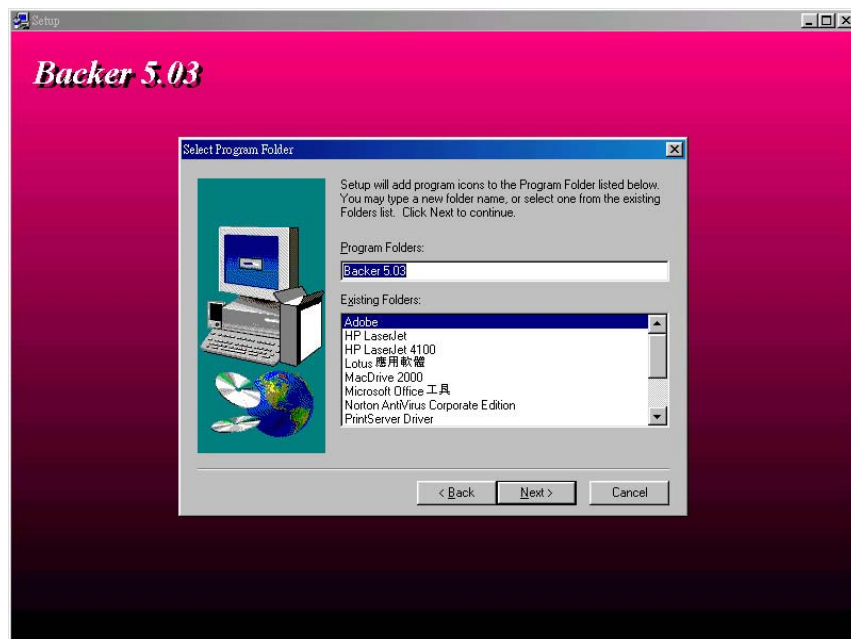 Setup
Backer 5.03
Select Program Folder
Setup will add program icons to the Program Folder listed below.
You may type a new folder name, or select one from the existing
Folders list. Click Next to continue.
Program Folders:
Backer 5.03
Existing Folders:
Adobe
HP LaserJet
HP LaserJet 4100
Lotus 應用軟體
MacDrive 2000
Microsoft Office 工具
Norton AntiVirus Corporate Edition
PrintServer Driver
< Back
Next >
Cancel